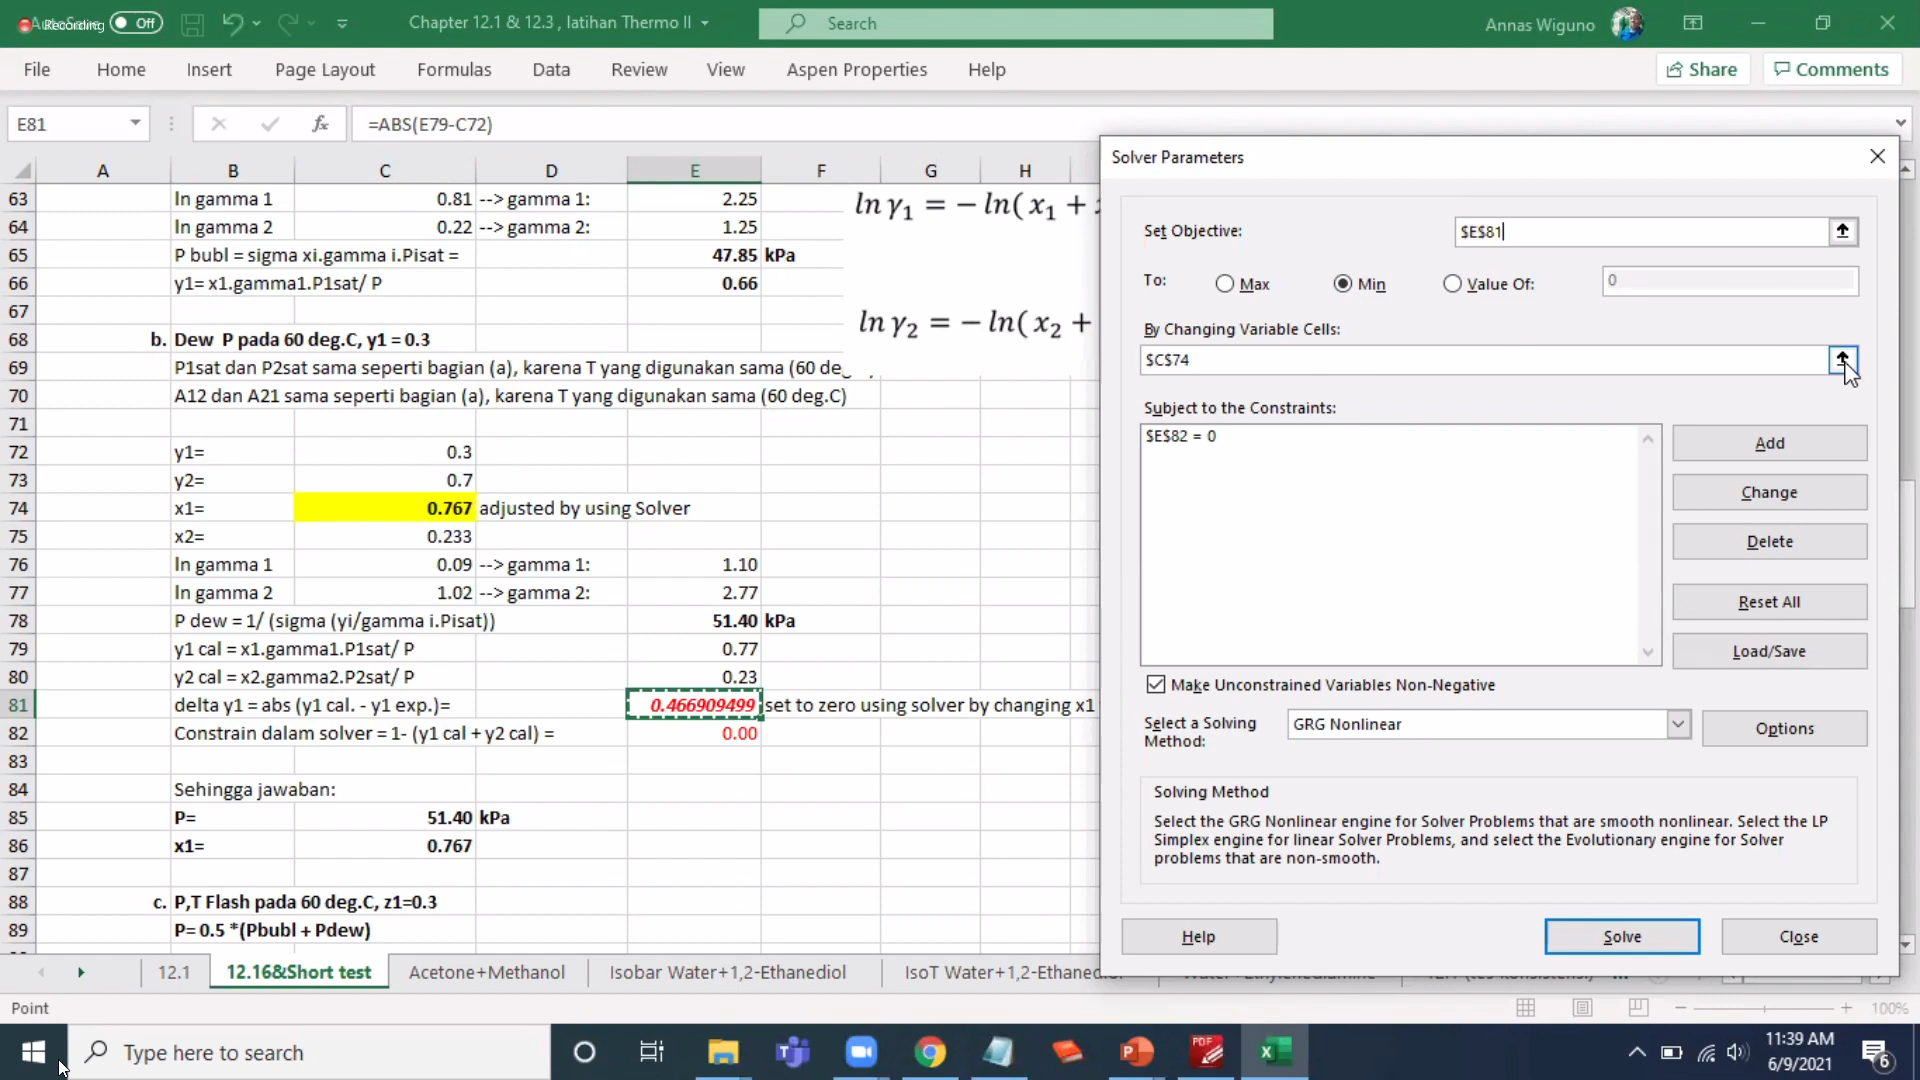 Recording
Off
Chapter 12.1 & 12.3 , latihan Thermo II
Search
Annas Wiguno
File Home Insert Page Layout Formulas Data Review View Aspen Properties Help
Share Comments
E81 fx =ABS(E79-C72)
A B C D E F G H
63 ln gamma 1 0.81 --> gamma 1: 2.25
64 ln gamma 2 0.22 --> gamma 2: 1.25
65 P bubl = sigma xi.gamma i.Pisat = 47.85 kPa
66 y1= x1.gamma1.P1sat/ P 0.66
ln γ₁ = − ln( x₁ +
ln γ₂ = − ln( x₂ +
67
68 b. Dew P pada 60 deg.C, y1 = 0.3
69 P1sat dan P2sat sama seperti bagian (a), karena T yang digunakan sama (60 de
70 A12 dan A21 sama seperti bagian (a), karena T yang digunakan sama (60 deg.C)
71
72 y1= 0.3
73 y2= 0.7
74 x1= 0.767 adjusted by using Solver
75 x2= 0.233
76 ln gamma 1 0.09 --> gamma 1: 1.10
77 ln gamma 2 1.02 --> gamma 2: 2.77
78 P dew = 1/ (sigma (yi/gamma i.Pisat)) 51.40 kPa
79 y1 cal = x1.gamma1.P1sat/ P 0.77
80 y2 cal = x2.gamma2.P2sat/ P 0.23
81 delta y1 = abs (y1 cal. - y1 exp.)= 0.466909499 set to zero using solver by changing x1
82 Constrain dalam solver = 1- (y1 cal + y2 cal) = 0.00
83
84 Sehingga jawaban:
85 P= 51.40 kPa
86 x1= 0.767
87
88 c. P,T Flash pada 60 deg.C, z1=0.3
89 P= 0.5 *(Pbubl + Pdew)
Solver Parameters
Set Objective: $E$81
To: Max Min Value Of: 0
By Changing Variable Cells:
$C$74
Subject to the Constraints:
$E$82 = 0
Add
Change
Delete
Reset All
Load/Save
Make Unconstrained Variables Non-Negative
Select a Solving Method: GRG Nonlinear
Options
Solving Method
Select the GRG Nonlinear engine for Solver Problems that are smooth nonlinear. Select the LP
Simplex engine for linear Solver Problems, and select the Evolutionary engine for Solver
problems that are non-smooth.
Help Solve Close
12.1 12.16&Short test Acetone+Methanol Isobar Water+1,2-Ethanediol IsoT Water+1,2-Ethaned
Point
100%
Type here to search
PDF
11:39 AM
6/9/2021
6